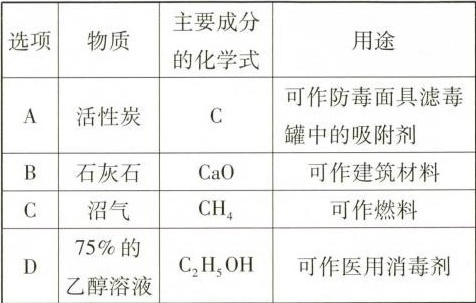 选项 物质 主要成分的化学式 用途
A 活性炭 C 可作防毒面具滤毒罐中的吸附剂
B 石灰石 CaO 可作建筑材料
C 沼气 CH₄ 可作燃料
D 75%的乙醇溶液 C₂H₅OH 可作医用消毒剂